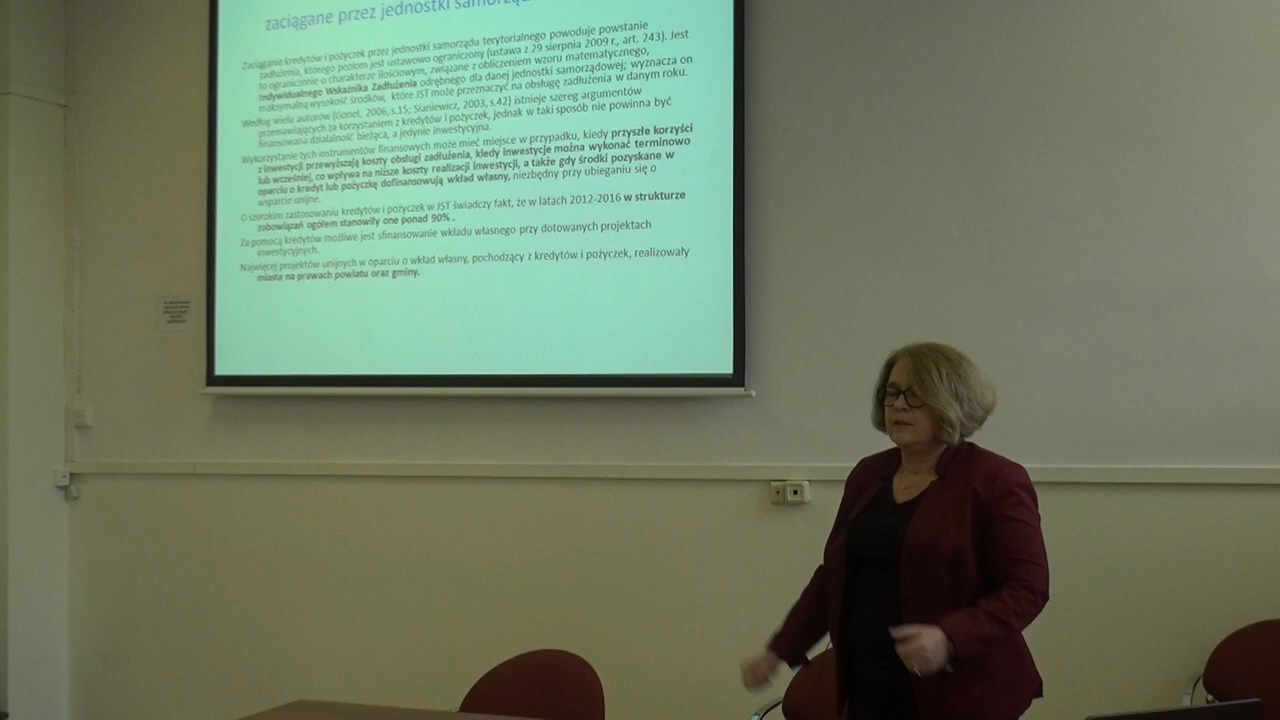 zaciągane przez jednostki samorząd
Zaciąganie kredytów i pożyczek przez jednostki samorządu terytorialnego powoduje powstanie
zadłużenia, którego poziom jest ustawowo ograniczony (ustawa z 29 sierpnia 2009 r., art. 243). Jest
to ograniczenie o charakterze ilościowym, związane z obliczeniem wzoru matematycznego,
Indywidualnego Wskaźnika Zadłużenia odrębnego dla danej jednostki samorządowej; wyznacza on
maksymalną wysokość środków, które JST może przeznaczyć na obsługę zadłużenia w danym roku.
Według wielu autorów (Gonet, 2006, s.15; Staniewicz, 2003, s.42) istnieje szereg argumentów
przemawiających za korzystaniem z kredytów i pożyczek, jednak w taki sposób nie powinna być
finansowana działalność bieżąca, a jedynie inwestycyjna.
Wykorzystanie tych instrumentów finansowych może mieć miejsce w przypadku, kiedy przyszłe korzyści
z inwestycji przewyższają koszty obsługi zadłużenia, kiedy inwestycje można wykonać terminowo
lub wcześniej, co wpływa na niższe koszty realizacji inwestycji, a także gdy środki pozyskane w
oparciu o kredyt lub pożyczkę dofinansowują wkład własny, niezbędny przy ubieganiu się o
wsparcie unijne.
O szerokim zastosowaniu kredytów i pożyczek w JST świadczy fakt, że w latach 2012-2016 w strukturze
zobowiązań ogółem stanowiły one ponad 90% .
Za pomocą kredytów możliwe jest sfinansowanie wkładu własnego przy dotowanych projektach
inwestycyjnych.
Najwięcej projektów unijnych w oparciu o wkład własny, pochodzący z kredytów i pożyczek, realizowały
miasta na prawach powiatu oraz gminy.